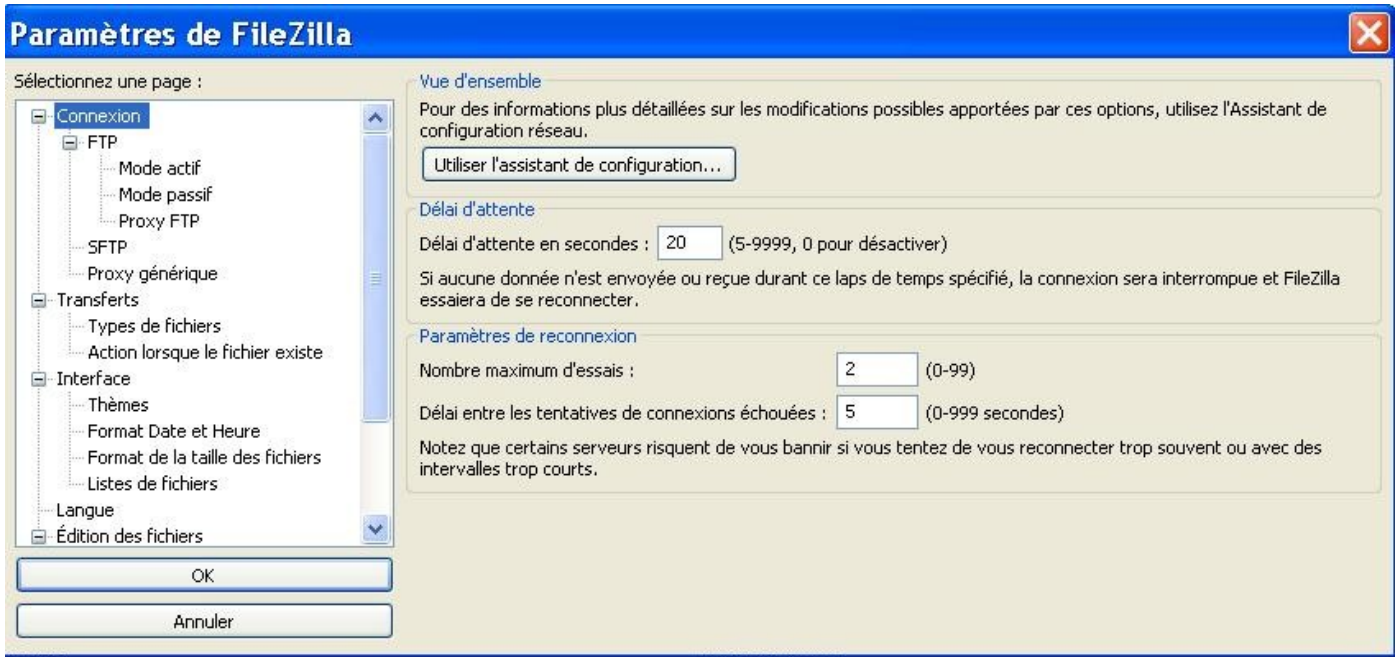 Paramètres de FileZilla
Sélectionnez une page :
Connexion
FTP
Mode actif
Mode passif
Proxy FTP
SFTP
Proxy générique
Transferts
Types de fichiers
Action lorsque le fichier existe
Interface
Thèmes
Format Date et Heure
Format de la taille des fichiers
Listes de fichiers
Langue
Édition des fichiers
OK
Annuler
Vue d'ensemble
Pour des informations plus détaillées sur les modifications possibles apportées par ces options, utilisez l'Assistant de
configuration réseau.
Utiliser l'assistant de configuration...
Délai d'attente
Délai d'attente en secondes : 20 (5-9999, 0 pour désactiver)
Si aucune donnée n'est envoyée ou reçue durant ce laps de temps spécifié, la connexion sera interrompue et FileZilla
essaiera de se reconnecter.
Paramètres de reconnexion
Nombre maximum d'essais : 2 (0-99)
Délai entre les tentatives de connexions échouées : 5 (0-999 secondes)
Notez que certains serveurs risquent de vous bannir si vous tentez de vous reconnecter trop souvent ou avec des
intervalles trop courts.